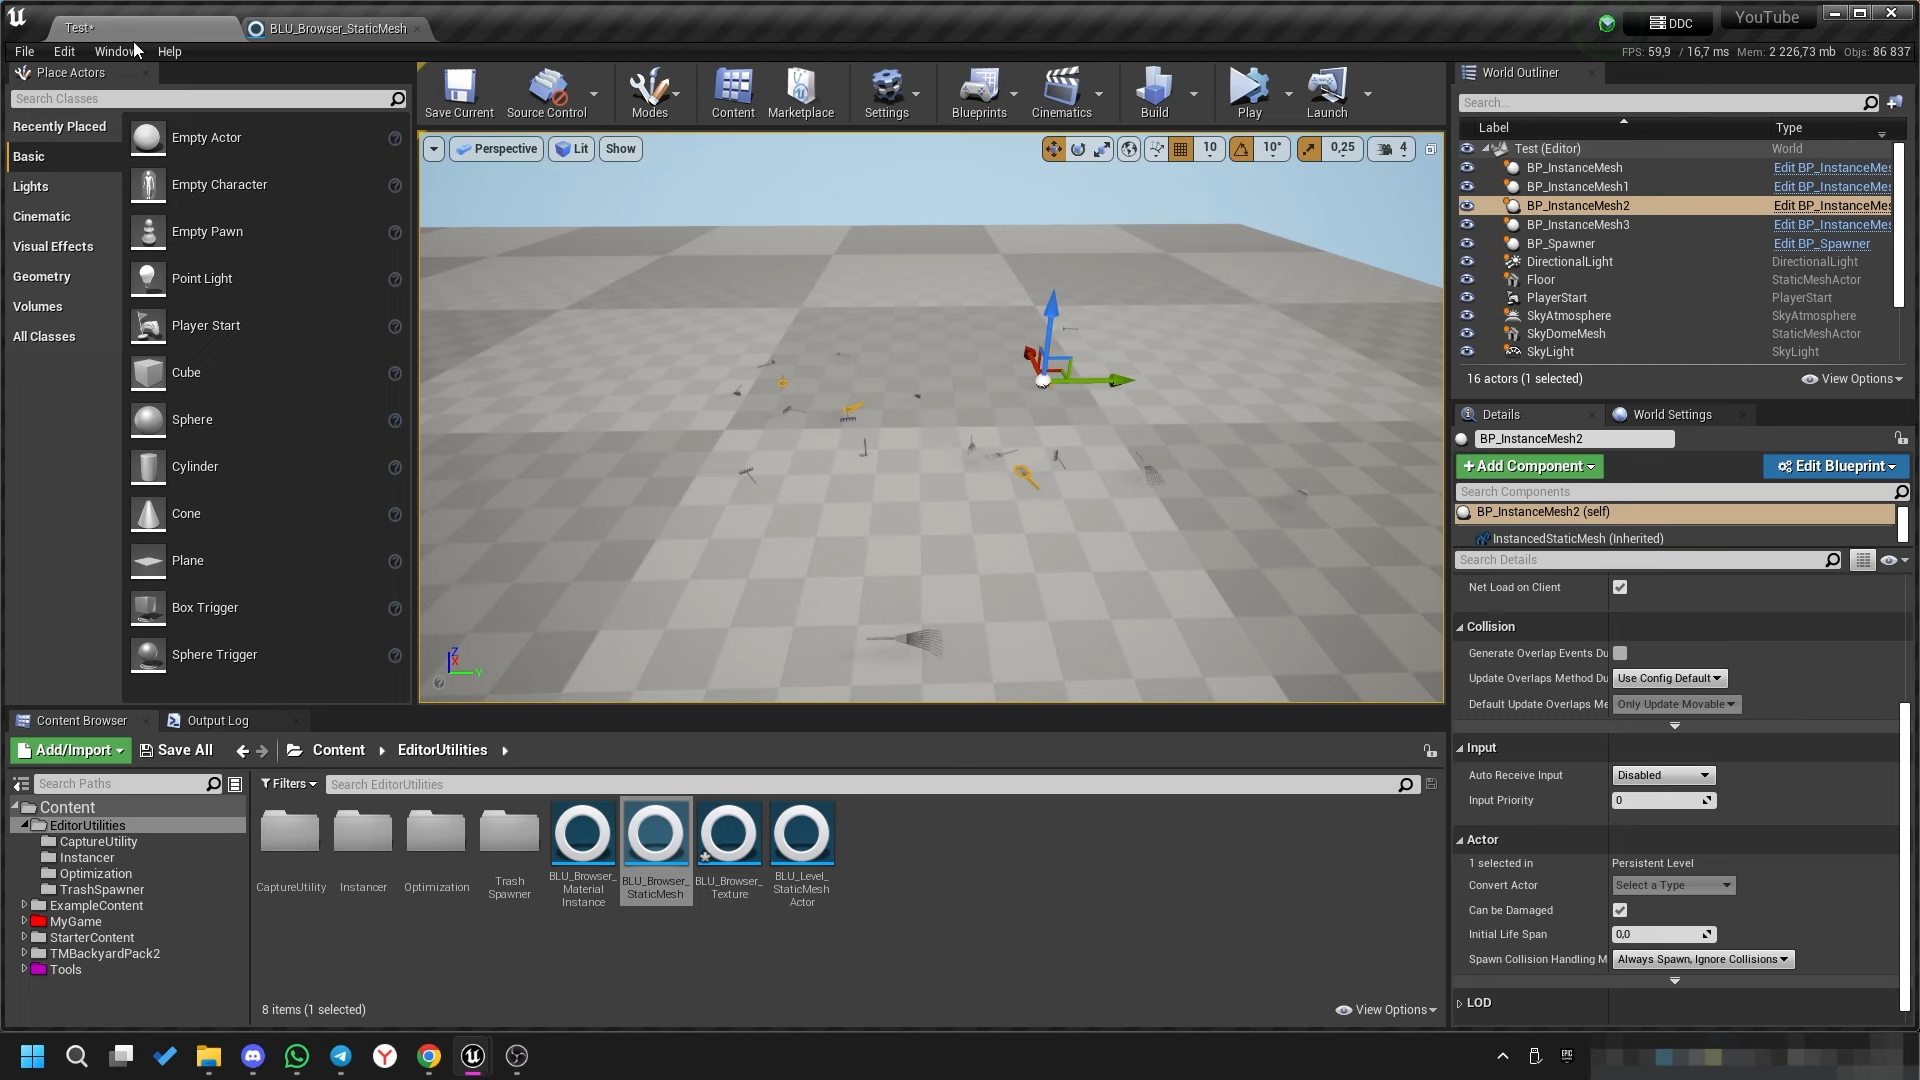 Test*
BLU_Browser_StaticMesh
DDC
YouTube
File
Edit
Window
Help
FPS: 59,9 / 16,7 ms Mem: 2 226,73 mb Objs: 86 837
Place Actors
Search Classes
Recently Placed
Basic
Lights
Cinematic
Visual Effects
Geometry
Volumes
All Classes
Empty Actor
Empty Character
Empty Pawn
Point Light
Player Start
Cube
Sphere
Cylinder
Cone
Plane
Box Trigger
Sphere Trigger
Save Current
Source Control
Modes
Content
Marketplace
Settings
Blueprints
Cinematics
Build
Play
Launch
Perspective
Lit
Show
10
10°
0,25
4
Z
X
Y
World Outliner
Search...
Label
Type
Test (Editor)
World
BP_InstanceMesh
Edit BP_InstanceMes
BP_InstanceMesh1
Edit BP_InstanceMes
BP_InstanceMesh2
Edit BP_InstanceMes
BP_InstanceMesh3
Edit BP_InstanceMes
BP_Spawner
Edit BP_Spawner
DirectionalLight
DirectionalLight
Floor
StaticMeshActor
PlayerStart
PlayerStart
SkyAtmosphere
SkyAtmosphere
SkyDomeMesh
StaticMeshActor
SkyLight
SkyLight
16 actors (1 selected)
View Options
Details
World Settings
BP_InstanceMesh2
+Add Component
Edit Blueprint
Search Components
BP_InstanceMesh2 (self)
InstancedStaticMesh (Inherited)
Search Details
Net Load on Client
Collision
Generate Overlap Events Du
Update Overlaps Method Du
Use Config Default
Default Update Overlaps Me
Only Update Movable
Input
Auto Receive Input
Disabled
Input Priority
0
Actor
1 selected in
Persistent Level
Convert Actor
Select a Type
Can be Damaged
Initial Life Span
0,0
Spawn Collision Handling M
Always Spawn, Ignore Collisions
LOD
Content Browser
Output Log
Add/Import
Save All
Content
EditorUtilities
Search Paths
Filters
Search EditorUtilities
Content
EditorUtilities
CaptureUtility
Instancer
Optimization
TrashSpawner
ExampleContent
MyGame
StarterContent
TMBackyardPack2
Tools
CaptureUtility
Instancer
Optimization
Trash
Spawner
BLU_Browser_
Material
Instance
BLU_Browser_
StaticMesh
BLU_Browser_
Texture
BLU_Level_
StaticMesh
Actor
8 items (1 selected)
View Options
EPIC